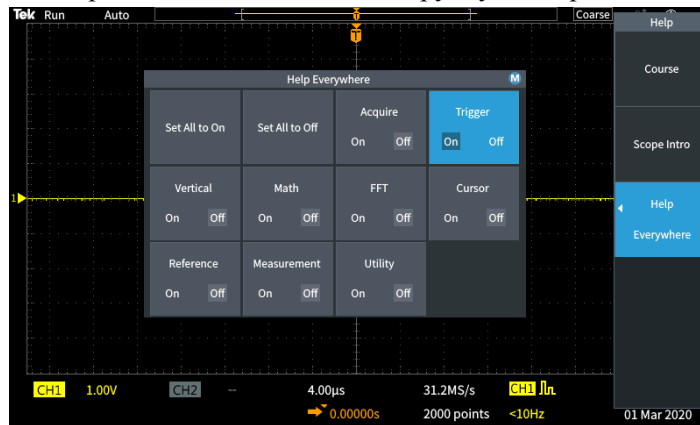 Tek Run Auto Coarse Help
Help Everywhere M
Course
Set All to On Set All to Off Acquire On Off Trigger On Off
Scope Intro
Vertical On Off Math On Off FFT On Off Cursor On Off
1
Help
Everywhere
Reference On Off Measurement On Off Utility On Off
CH1 1.00V CH2 -- 4.00µs 31.2MS/s CH1
0.00000s 2000 points <10Hz 01 Mar 2020